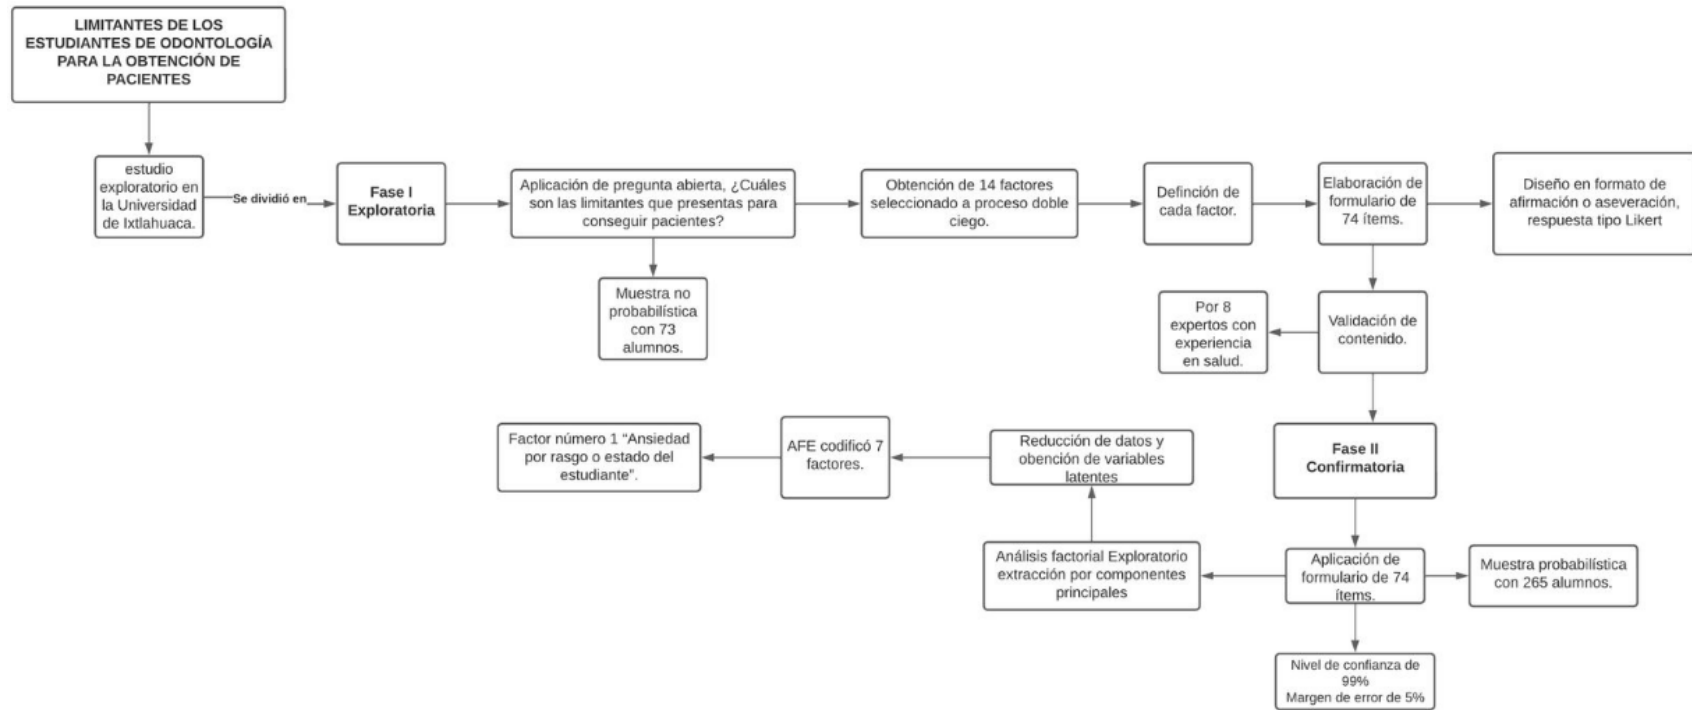 LIMITANTES DE LOS
ESTUDIANTES DE ODONTOLOGÍA
PARA LA OBTENCIÓN DE
PACIENTES
estudio
exploratorio en
la Universidad
de Ixtlahuaca.
Se dividió en
Fase I
Exploratoria
Aplicación de pregunta abierta, ¿Cuáles
son las limitantes que presentas para
conseguir pacientes?
Muestra no
probabilística
con 73
alumnos.
Obtención de 14 factores
seleccionado a proceso doble
ciego.
Definción de
cada factor.
Elaboración de
formulario de
74 ítems.
Diseño en formato de
afirmación o aseveración,
respuesta tipo Likert
Validación de
contenido.
Por 8
expertos con
experiencia
en salud.
Fase II
Confirmatoria
Aplicación de
formulario de 74
ítems.
Muestra probabilística
con 265 alumnos.
Nivel de confianza de
99%
Margen de error de 5%
Análisis factorial Exploratorio
extracción por componentes
principales
Reducción de datos y
obención de variables
latentes
AFE codificó 7
factores.
Factor número 1 “Ansiedad
por rasgo o estado del
estudiante”.